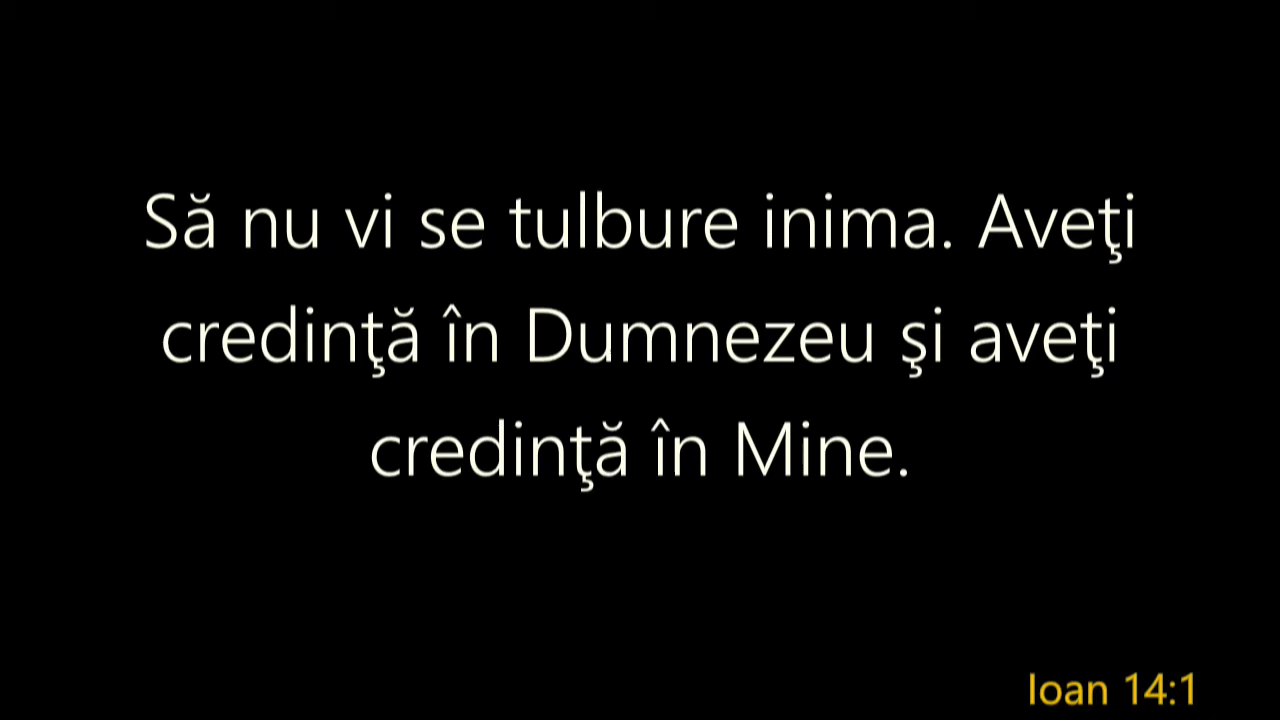 Să nu vi se tulbure inima. Aveţi
credinţă în Dumnezeu şi aveţi
credinţă în Mine.
Ioan 14:1